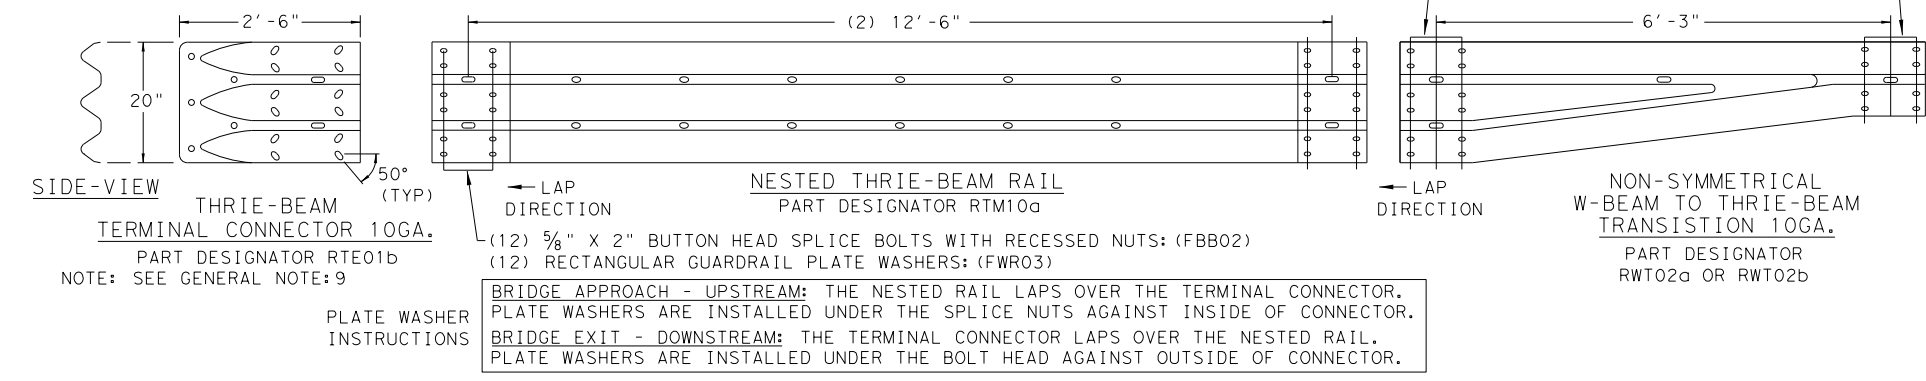 2'-6"
(2) 12'-6"
6'-3"
20"
50°
(TYP)
SIDE-VIEW
THRIE-BEAM
TERMINAL CONNECTOR 10GA.
PART DESIGNATOR RTE01b
NOTE: SEE GENERAL NOTE:9
LAP
DIRECTION
NESTED THRIE-BEAM RAIL
PART DESIGNATOR RTM10a
(12) 5/8" X 2" BUTTON HEAD SPLICE BOLTS WITH RECESSED NUTS:(FBB02)
(12) RECTANGULAR GUARDRAIL PLATE WASHERS:(FWR03)
LAP
DIRECTION
NON-SYMMETRICAL
W-BEAM TO THRIE-BEAM
TRANSISTION 10GA.
PART DESIGNATOR
RWT02a OR RWT02b
PLATE WASHER
INSTRUCTIONS
BRIDGE APPROACH - UPSTREAM: THE NESTED RAIL LAPS OVER THE TERMINAL CONNECTOR.
PLATE WASHERS ARE INSTALLED UNDER THE SPLICE NUTS AGAINST INSIDE OF CONNECTOR.
BRIDGE EXIT - DOWNSTREAM: THE TERMINAL CONNECTOR LAPS OVER THE NESTED RAIL.
PLATE WASHERS ARE INSTALLED UNDER THE BOLT HEAD AGAINST OUTSIDE OF CONNECTOR.